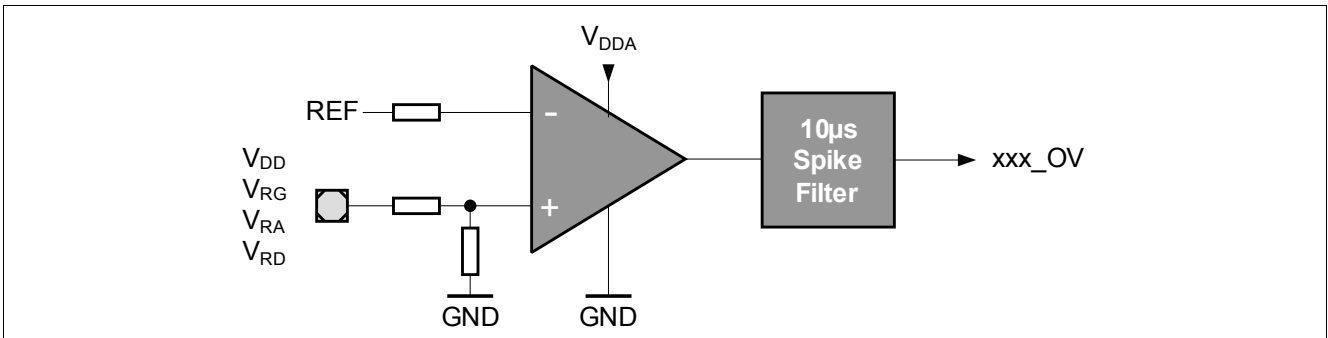 V_DDA
REF
-
V_DD
V_RG
V_RA
V_RD
+
GND
GND
10µs
Spike
Filter
xxx_OV